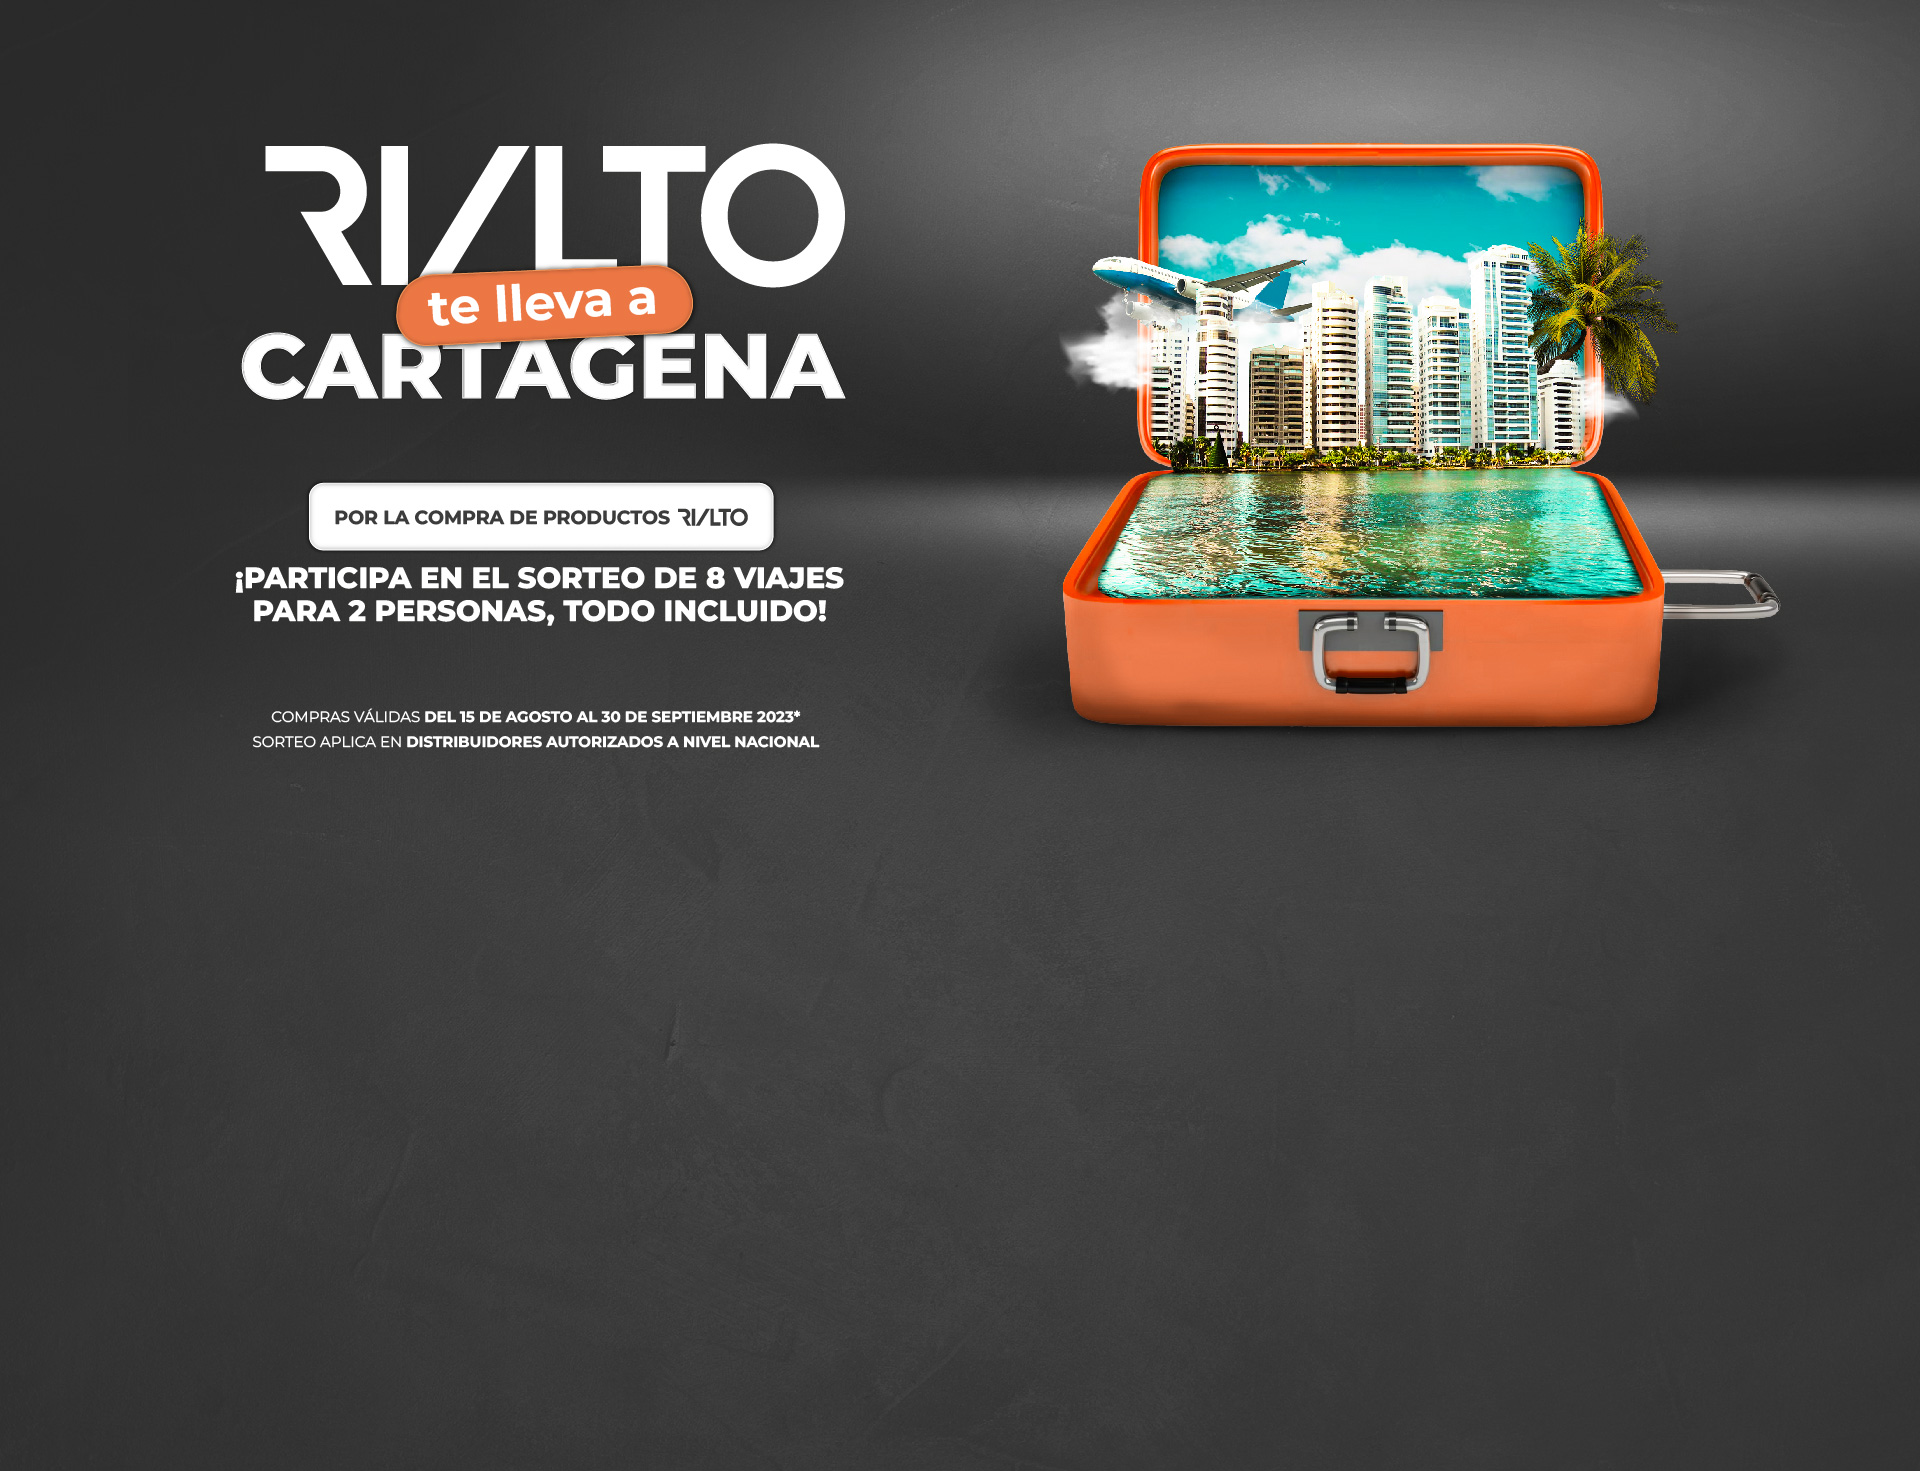 RIALTO
te lleva a
CARTAGENA
POR LA COMPRA DE PRODUCTOS RIALTO
¡PARTICIPA EN EL SORTEO DE 8 VIAJES
PARA 2 PERSONAS, TODO INCLUIDO!
COMPRAS VÁLIDAS DEL 15 DE AGOSTO AL 30 DE SEPTIEMBRE 2023*
SORTEO APLICA EN DISTRIBUIDORES AUTORIZADOS A NIVEL NACIONAL